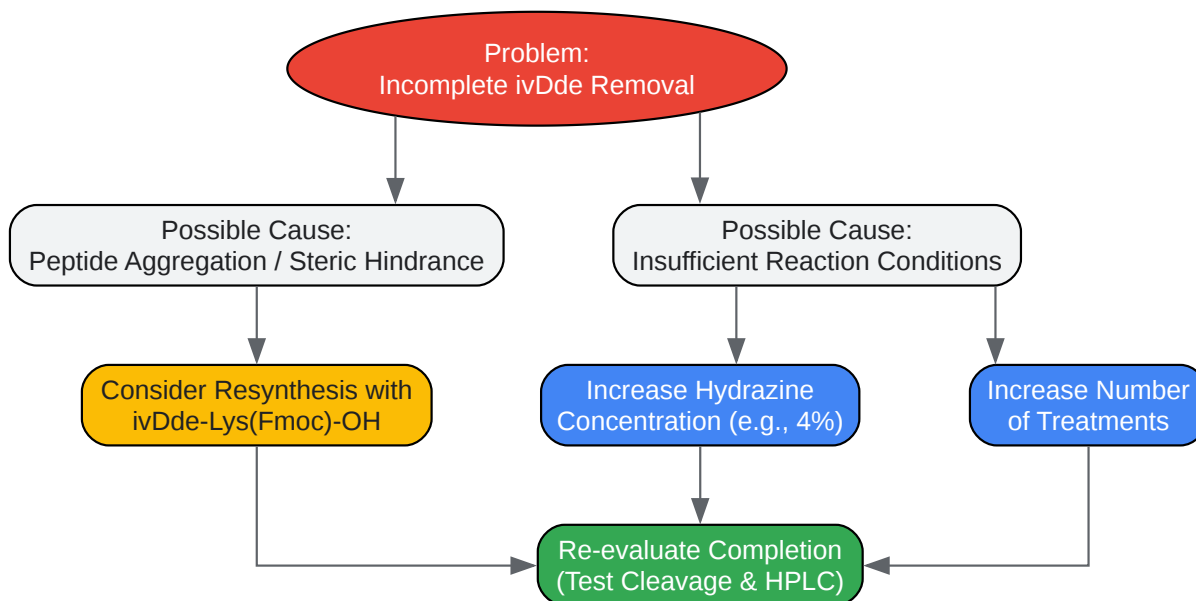 Problem:
Incomplete ivDde Removal
Possible Cause:
Peptide Aggregation / Steric Hindrance
Possible Cause:
Insufficient Reaction Conditions
Consider Resynthesis with
ivDde-Lys(Fmoc)-OH
Increase Hydrazine
Concentration (e.g., 4%)
Increase Number
of Treatments
Re-evaluate Completion
(Test Cleavage & HPLC)